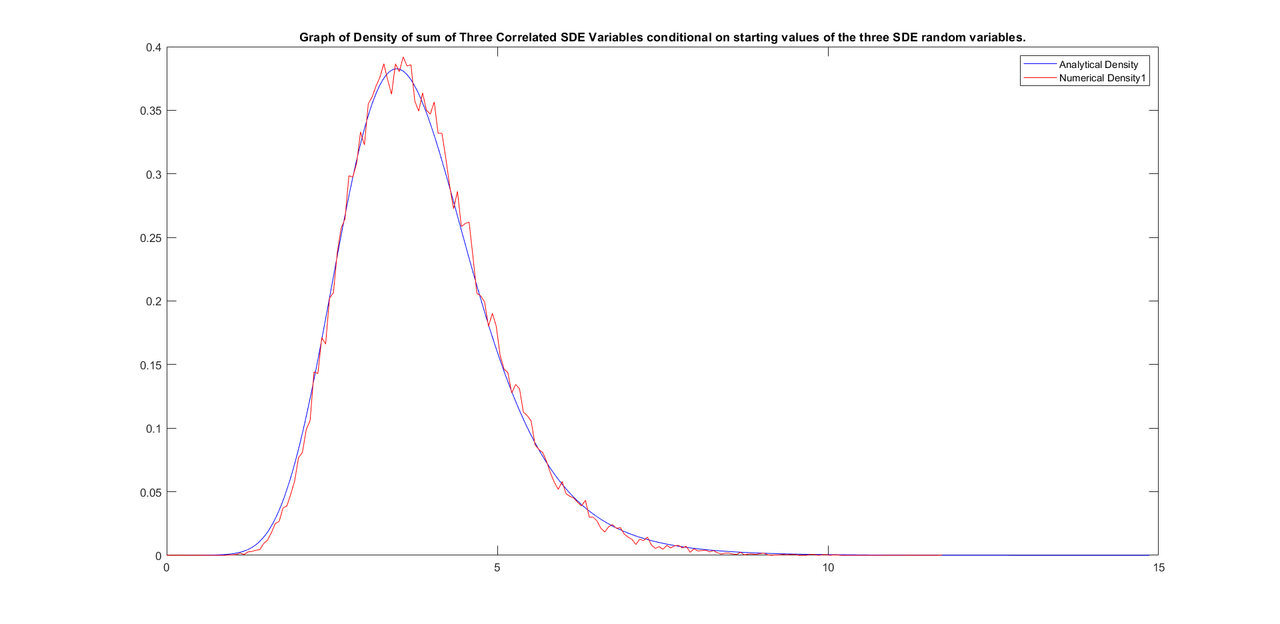 Graph of Density of sum of Three Correlated SDE Variables conditional on starting values of the three SDE random variables.
0.4
Analytical Density
Numerical Density1
0.35
0.3
0.25
0.2
0.15
0.1
0.05
0
0 5 10 15